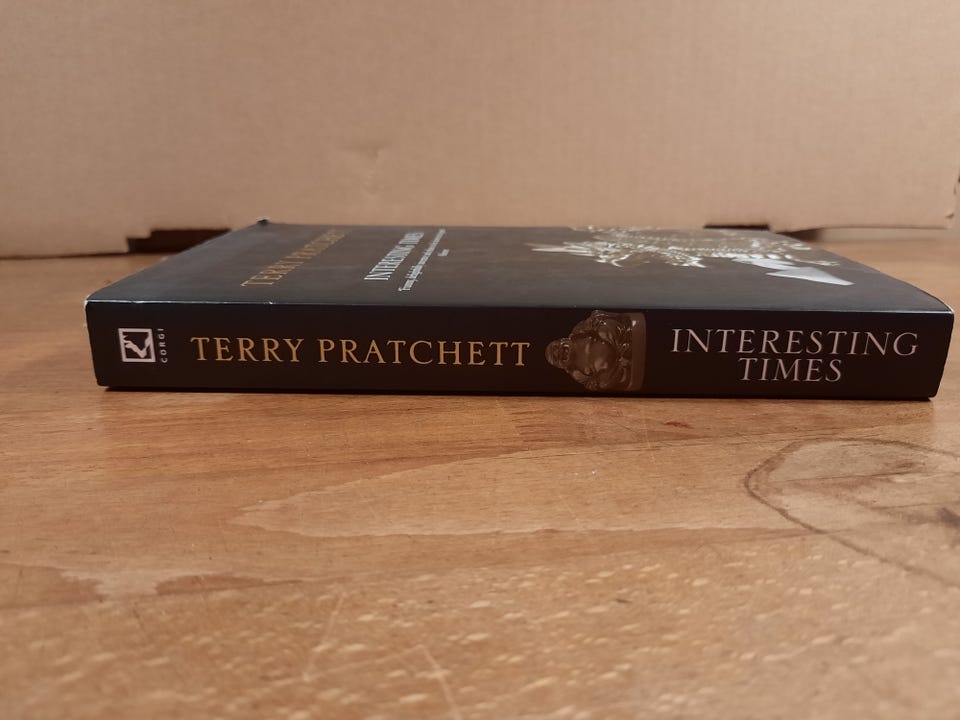 TERRY PRATCHETT
INTERESTING TIMES
CORGI
TERRY PRATCHETT
INTERESTING
TIMES